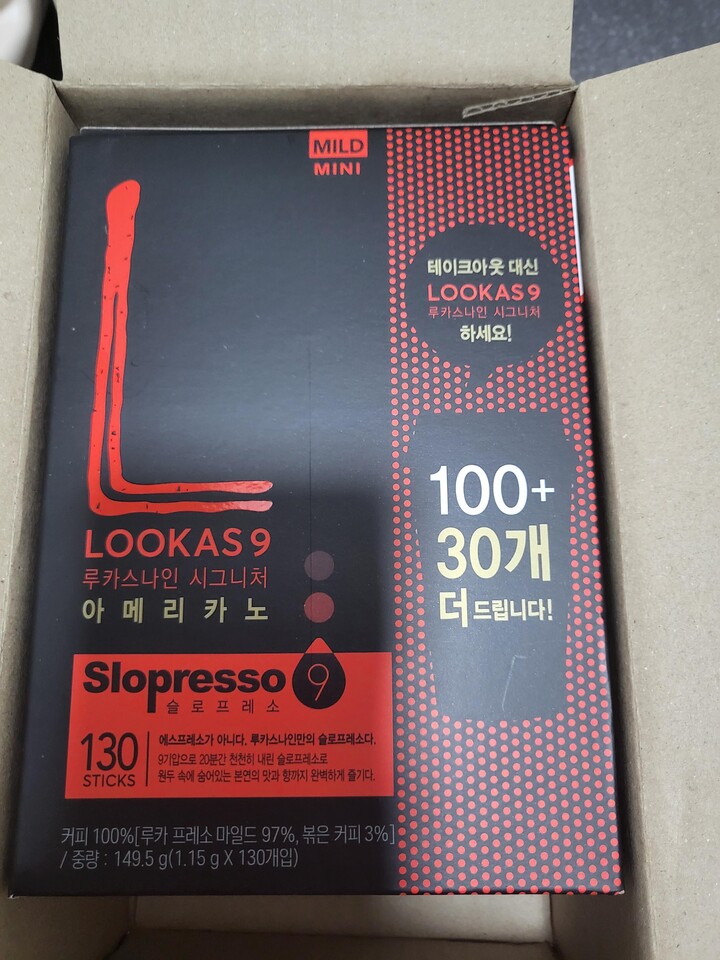 MILD
MINI
테이크아웃 대신
LOOKAS 9
루카스나인 시그니처
하세요!
100+
30개
더 드립니다!
LOOKAS 9
루카스나인 시그니처
아메리카노
Slopresso 9
슬로프레소
130
STICKS
에스프레소가 아니다. 루카스나인만의 슬로프레소다.
9기압으로 20분간 천천히 내린 슬로프레소로
원두 속에 숨어있는 본연의 맛과 향까지 완벽하게 즐기다.
커피 100%[루카 프레소 마일드 97%, 볶은 커피 3%]
/ 중량 : 149.5 g(1.15 g X 130개입)